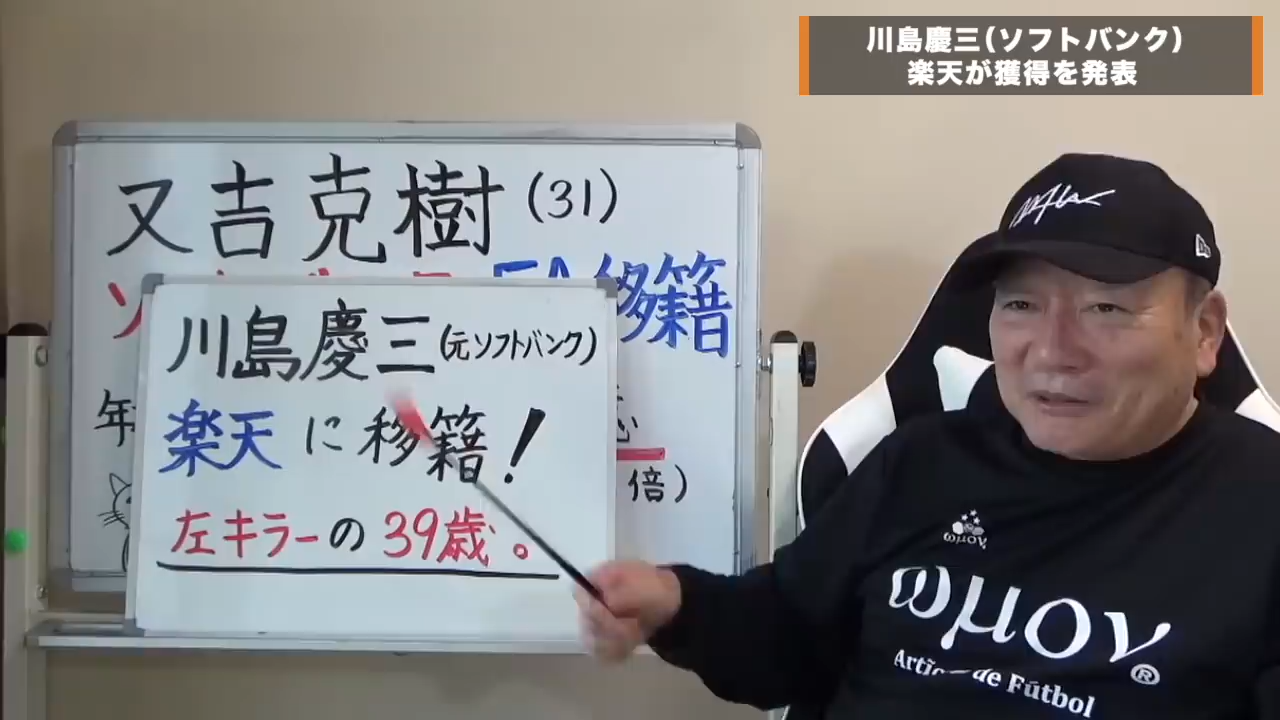 川島慶三(ソフトバンク)
楽天が獲得を発表
又吉克樹(31)
FA移籍
年
倍)
川島慶三(元ソフトバンク)
楽天に移籍!
左キラーの39歳。
ωμον®
de Fútbol
ωμον